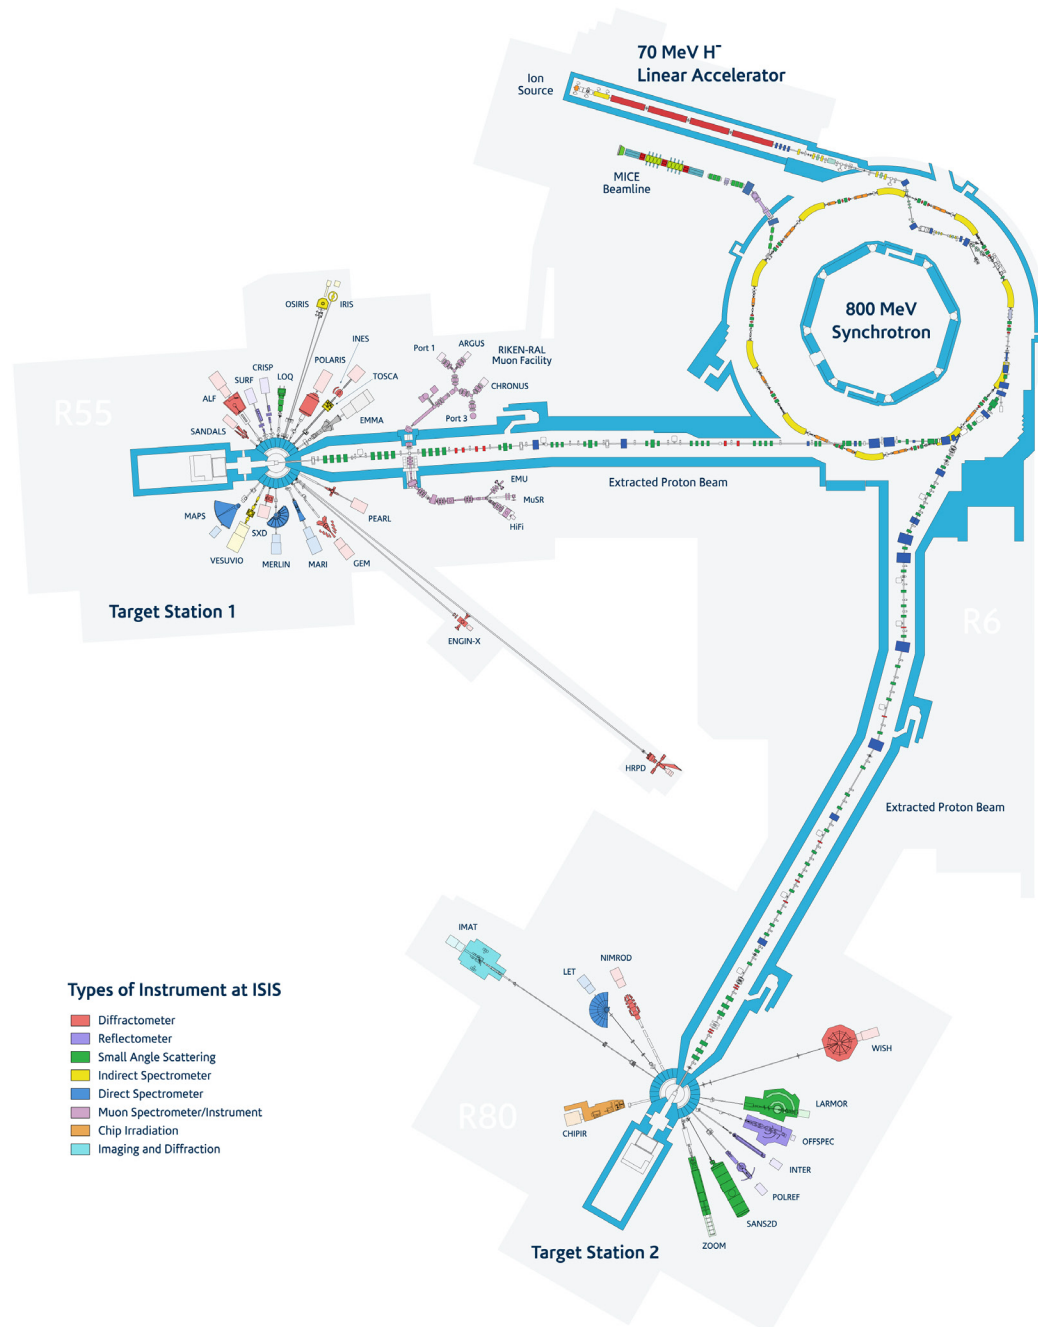 70 MeV H⁻
Linear Accelerator
Ion
Source
MICE
Beamline
800 MeV
Synchrotron
OSIRIS
IRIS
INES
POLARIS
TOSCA
CRISP
SURF
LOQ
ALF
EMMA
SANDALS
Port 1
ARGUS
RIKEN-RAL
Muon Facility
CHRONUS
Port 3
R55
Extracted Proton Beam
EMU
MuSR
HiFi
PEARL
MAPS
SXD
VESUVIO
MERLIN
MARI
GEM
Target Station 1
ENGIN-X
R6
HRPD
Extracted Proton Beam
IMAT
NIMROD
LET
WISH
LARMOR
R80
CHIPIR
OFFSPEC
INTER
POLREF
SANS2D
ZOOM
Target Station 2
Types of Instrument at ISIS
Diffractometer
Reflectometer
Small Angle Scattering
Indirect Spectrometer
Direct Spectrometer
Muon Spectrometer/Instrument
Chip Irradiation
Imaging and Diffraction